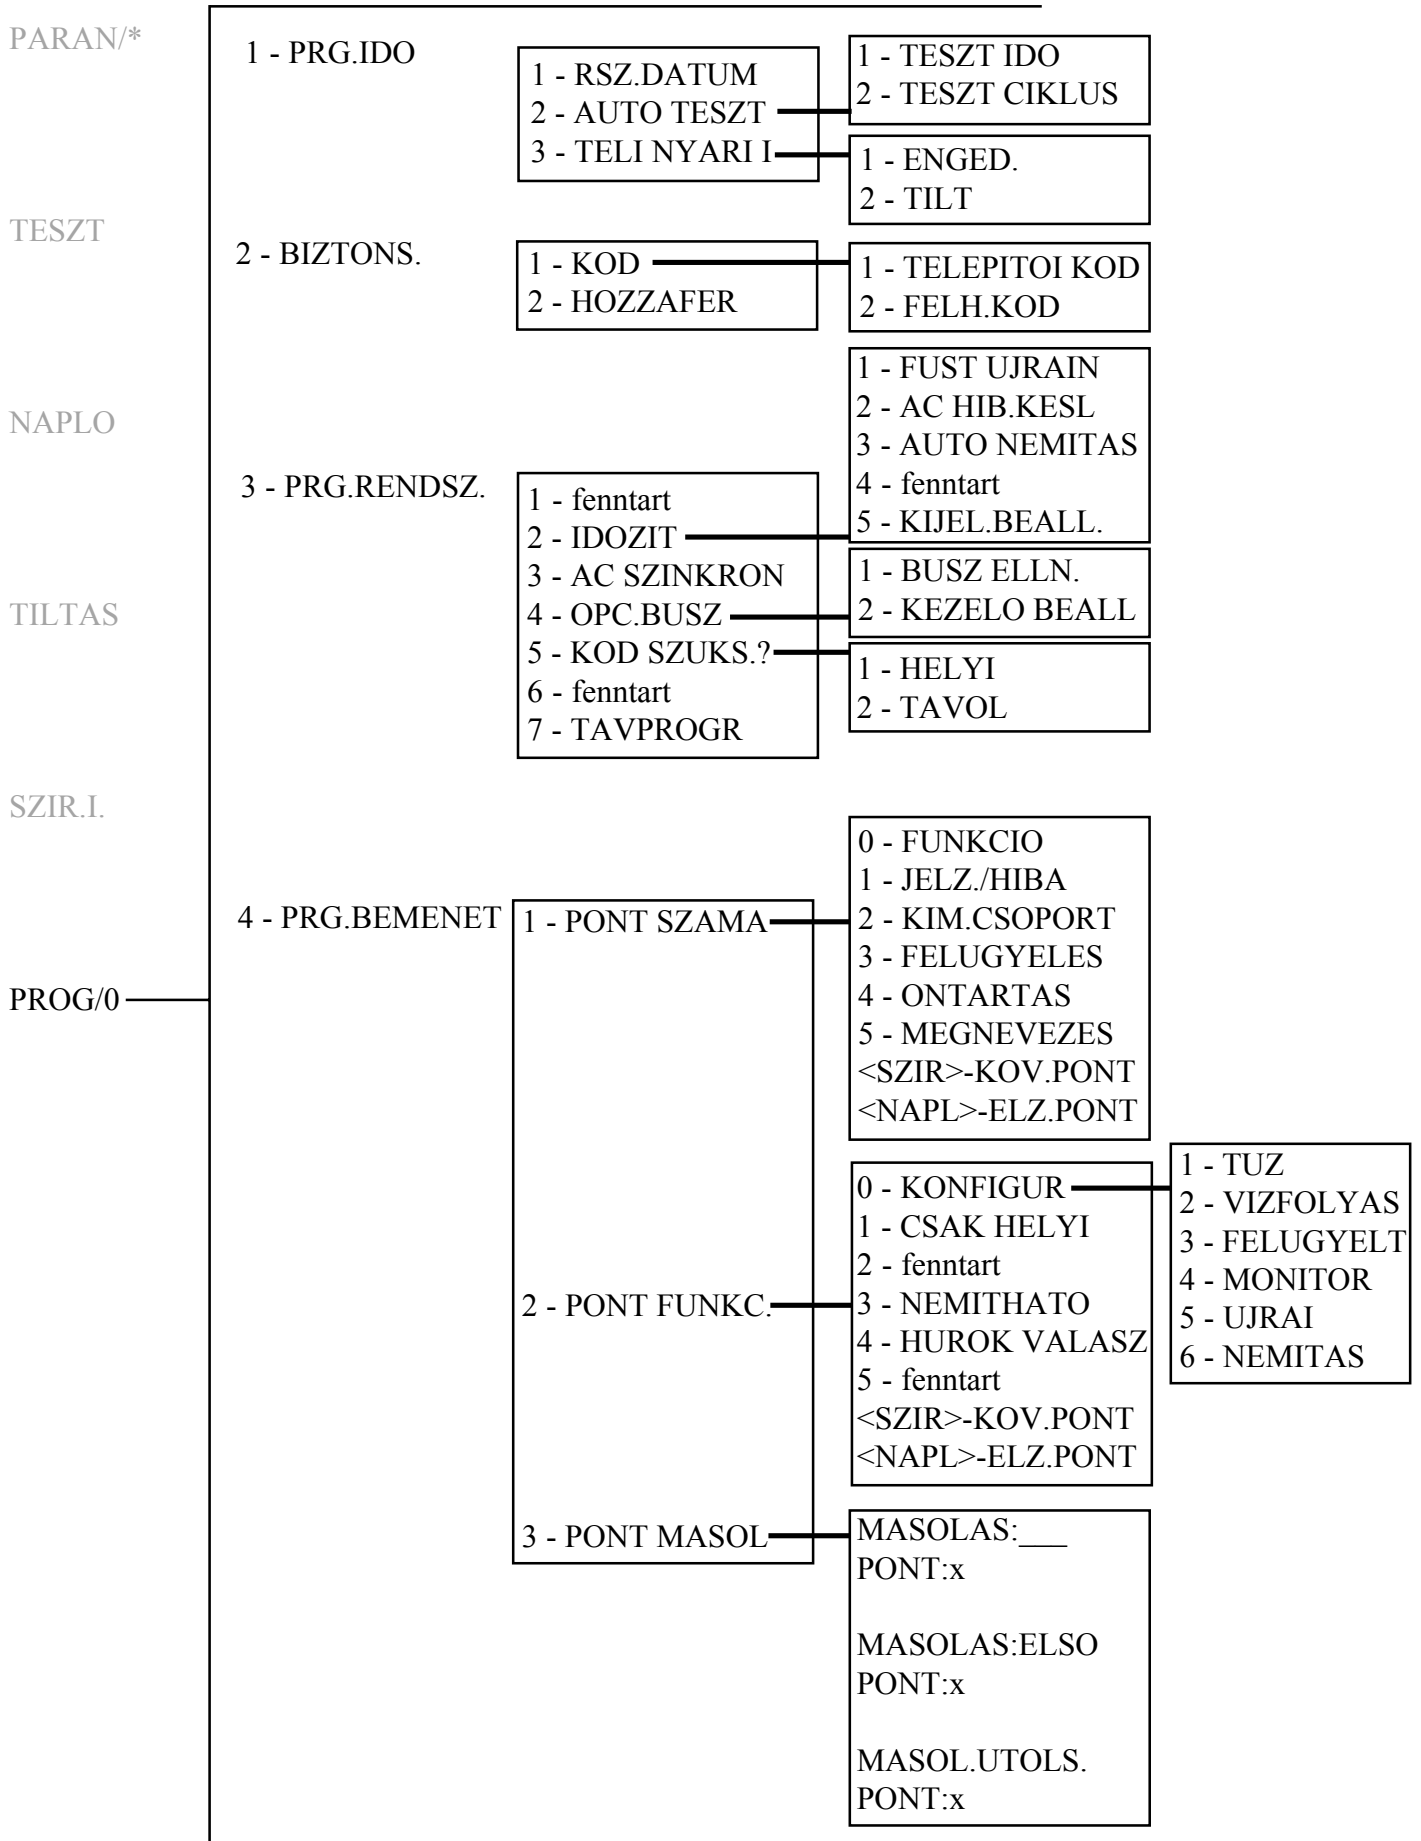 PARAN/*
TESZT
NAPLO
TILTAS
SZIR.I.
PROG/0
1 - PRG.IDO
1 - RSZ.DATUM
2 - AUTO TESZT
3 - TELI NYARI I
1 - TESZT IDO
2 - TESZT CIKLUS
1 - ENGED.
2 - TILT
2 - BIZTONS.
1 - KOD
2 - HOZZAFER
1 - TELEPITOI KOD
2 - FELH.KOD
3 - PRG.RENDSZ.
1 - fenntart
2 - IDOZIT
3 - AC SZINKRON
4 - OPC.BUSZ
5 - KOD SZUKS.?
6 - fenntart
7 - TAVPROGR
1 - FUST UJRAIN
2 - AC HIB.KESL
3 - AUTO NEMITAS
4 - fenntart
5 - KIJEL.BEALL.
1 - BUSZ ELLN.
2 - KEZELO BEALL
1 - HELYI
2 - TAVOL
4 - PRG.BEMENET
1 - PONT SZAMA
2 - PONT FUNKC.
3 - PONT MASOL
0 - FUNKCIO
1 - JELZ./HIBA
2 - KIM.CSOPORT
3 - FELUGYELES
4 - ONTARTAS
5 - MEGNEVEZES
<SZIR>-KOV.PONT
<NAPL>-ELZ.PONT
0 - KONFIGUR
1 - CSAK HELYI
2 - fenntart
3 - NEMITHATO
4 - HUROK VALASZ
5 - fenntart
<SZIR>-KOV.PONT
<NAPL>-ELZ.PONT
1 - TUZ
2 - VIZFOLYAS
3 - FELUGYELT
4 - MONITOR
5 - UJRAI
6 - NEMITAS
MASOLAS:___
PONT:x
MASOLAS:ELSO
PONT:x
MASOL.UTOLS.
PONT:x